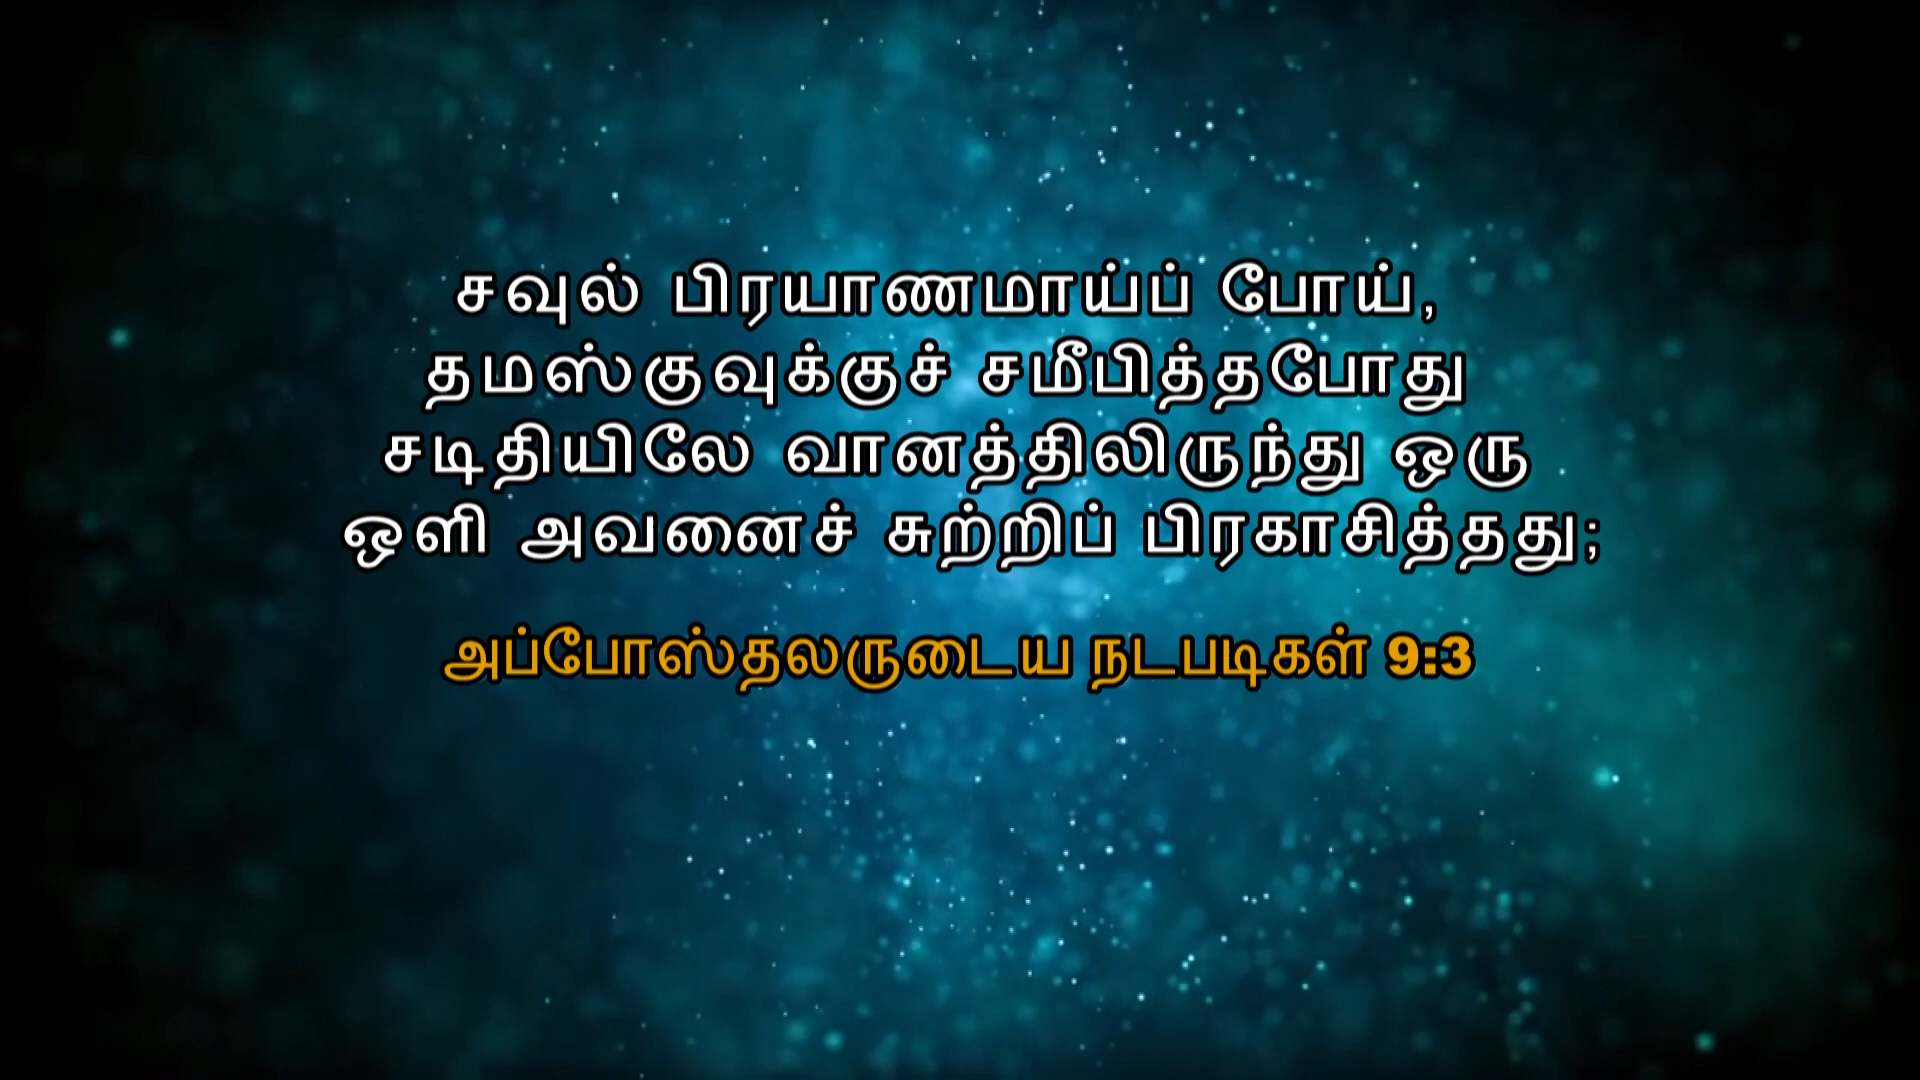 சவுல் பிரயாணமாய்ப் போய்,
தமஸ்குவுக்குச் சமீபித்தபோது
சடிதியிலே வானத்திலிருந்து ஒரு
ஒளி அவனைச் சுற்றிப் பிரகாசித்தது;
அப்போஸ்தலருடைய நடபடிகள் 9:3